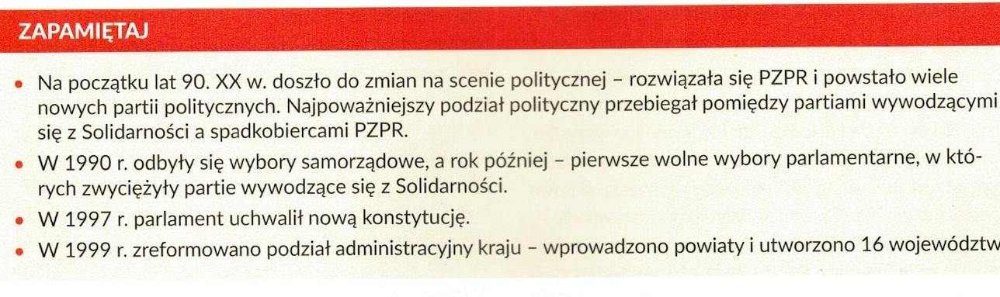 ZAPAMIĘTAJ
• Na początku lat 90. XX w. doszło do zmian na scenie politycznej – rozwiązała się PZPR i powstało wiele
nowych partii politycznych. Najpoważniejszy podział polityczny przebiegał pomiędzy partiami wywodzącymi
się z Solidarności a spadkobiercami PZPR.
• W 1990 r. odbyły się wybory samorządowe, a rok później – pierwsze wolne wybory parlamentarne, w któ-
rych zwyciężyły partie wywodzące się z Solidarności.
• W 1997 r. parlament uchwalił nową konstytucję.
• W 1999 r. zreformowano podział administracyjny kraju – wprowadzono powiaty i utworzono 16 województw